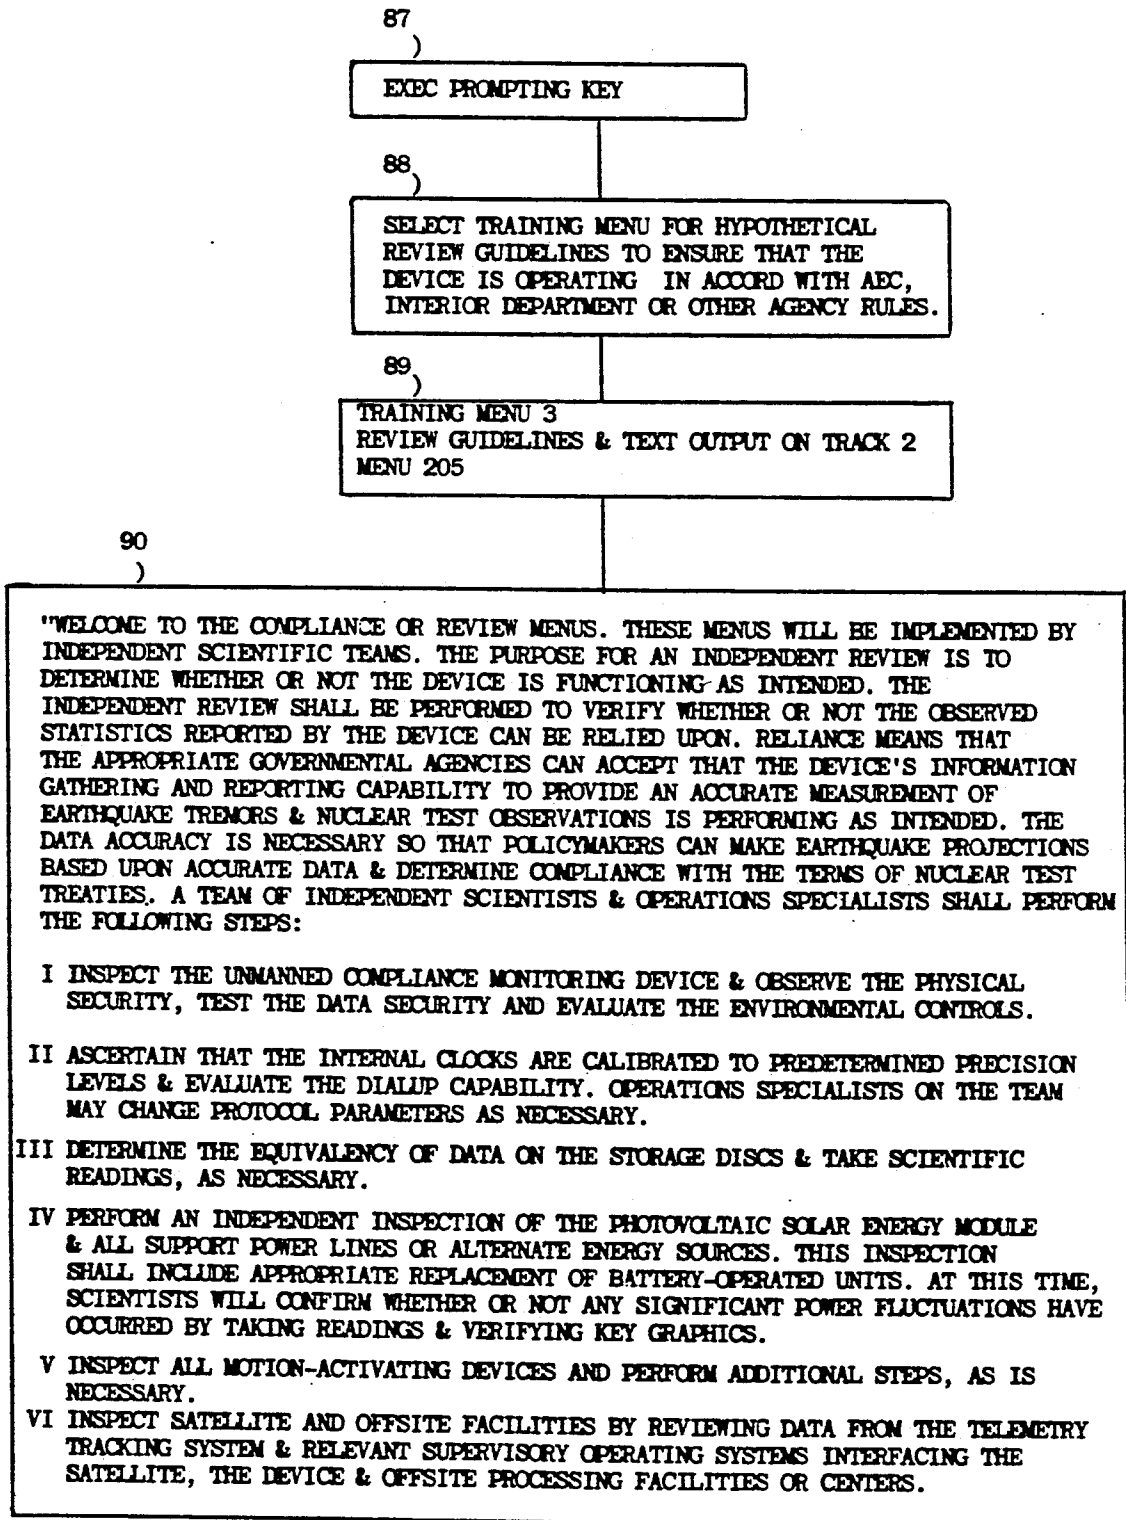 87
EXEC PROMPTING KEY
88
SELECT TRAINING MENU FOR HYPOTHETICAL
REVIEW GUIDELINES TO ENSURE THAT THE
DEVICE IS OPERATING IN ACCORD WITH AEC,
INTERIOR DEPARTMENT OR OTHER AGENCY RULES.
89
TRAINING MENU 3
REVIEW GUIDELINES & TEXT OUTPUT ON TRACK 2
MENU 205
90
"WELCOME TO THE COMPLIANCE OR REVIEW MENUS. THESE MENUS WILL BE IMPLEMENTED BY
INDEPENDENT SCIENTIFIC TEAMS. THE PURPOSE FOR AN INDEPENDENT REVIEW IS TO
DETERMINE WHETHER OR NOT THE DEVICE IS FUNCTIONING AS INTENDED. THE
INDEPENDENT REVIEW SHALL BE PERFORMED TO VERIFY WHETHER OR NOT THE OBSERVED
STATISTICS REPORTED BY THE DEVICE CAN BE RELIED UPON. RELIANCE MEANS THAT
THE APPROPRIATE GOVERNMENTAL AGENCIES CAN ACCEPT THAT THE DEVICE'S INFORMATION
GATHERING AND REPORTING CAPABILITY TO PROVIDE AN ACCURATE MEASUREMENT OF
EARTHQUAKE TREMORS & NUCLEAR TEST OBSERVATIONS IS PERFORMING AS INTENDED. THE
DATA ACCURACY IS NECESSARY SO THAT POLICYMAKERS CAN MAKE EARTHQUAKE PROJECTIONS
BASED UPON ACCURATE DATA & DETERMINE COMPLIANCE WITH THE TERMS OF NUCLEAR TEST
TREATIES. A TEAM OF INDEPENDENT SCIENTISTS & OPERATIONS SPECIALISTS SHALL PERFORM
THE FOLLOWING STEPS:
I INSPECT THE UNMANNED COMPLIANCE MONITORING DEVICE & OBSERVE THE PHYSICAL
SECURITY, TEST THE DATA SECURITY AND EVALUATE THE ENVIRONMENTAL CONTROLS.
II ASCERTAIN THAT THE INTERNAL CLOCKS ARE CALIBRATED TO PREDETERMINED PRECISION
LEVELS & EVALUATE THE DIALUP CAPABILITY. OPERATIONS SPECIALISTS ON THE TEAM
MAY CHANGE PROTOCOL PARAMETERS AS NECESSARY.
III DETERMINE THE EQUIVALENCY OF DATA ON THE STORAGE DISCS & TAKE SCIENTIFIC
READINGS, AS NECESSARY.
IV PERFORM AN INDEPENDENT INSPECTION OF THE PHOTOVOLTAIC SOLAR ENERGY MODULE
& ALL SUPPORT POWER LINES OR ALTERNATE ENERGY SOURCES. THIS INSPECTION
SHALL INCLUDE APPROPRIATE REPLACEMENT OF BATTERY-OPERATED UNITS. AT THIS TIME,
SCIENTISTS WILL CONFIRM WHETHER OR NOT ANY SIGNIFICANT POWER FLUCTUATIONS HAVE
OCCURRED BY TAKING READINGS & VERIFYING KEY GRAPHICS.
V INSPECT ALL MOTION-ACTIVATING DEVICES AND PERFORM ADDITIONAL STEPS, AS IS
NECESSARY.
VI INSPECT SATELLITE AND OFFSITE FACILITIES BY REVIEWING DATA FROM THE TELEMETRY
TRACKING SYSTEM & RELEVANT SUPERVISORY OPERATING SYSTEMS INTERFACING THE
SATELLITE, THE DEVICE & OFFSITE PROCESSING FACILITIES OR CENTERS.